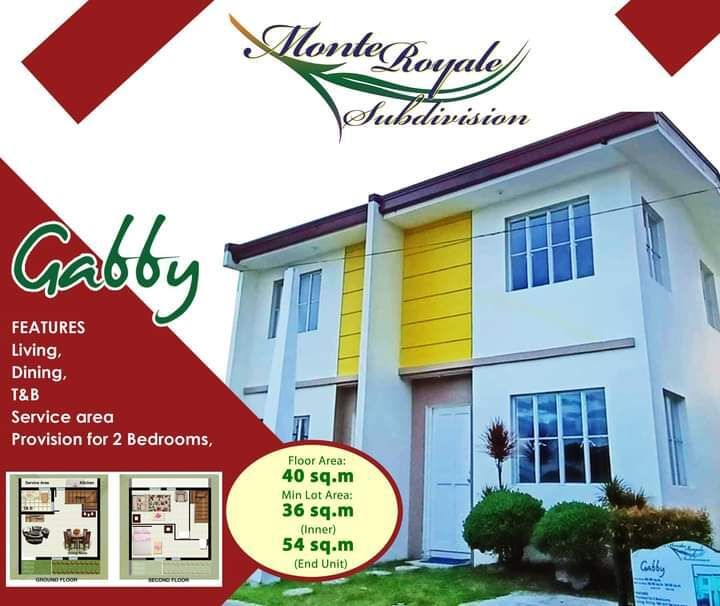 Monte Royale
Subdivision
Gabby
FEATURES
Living,
Dining,
T&B
Service area
Provision for 2 Bedrooms,
Floor Area:
40 sq.m
Min Lot Area:
36 sq.m
(Inner)
54 sq.m
(End Unit)
Service Area
Kitchen
T& B
GROUND FLOOR
SECOND FLOOR
Gabby